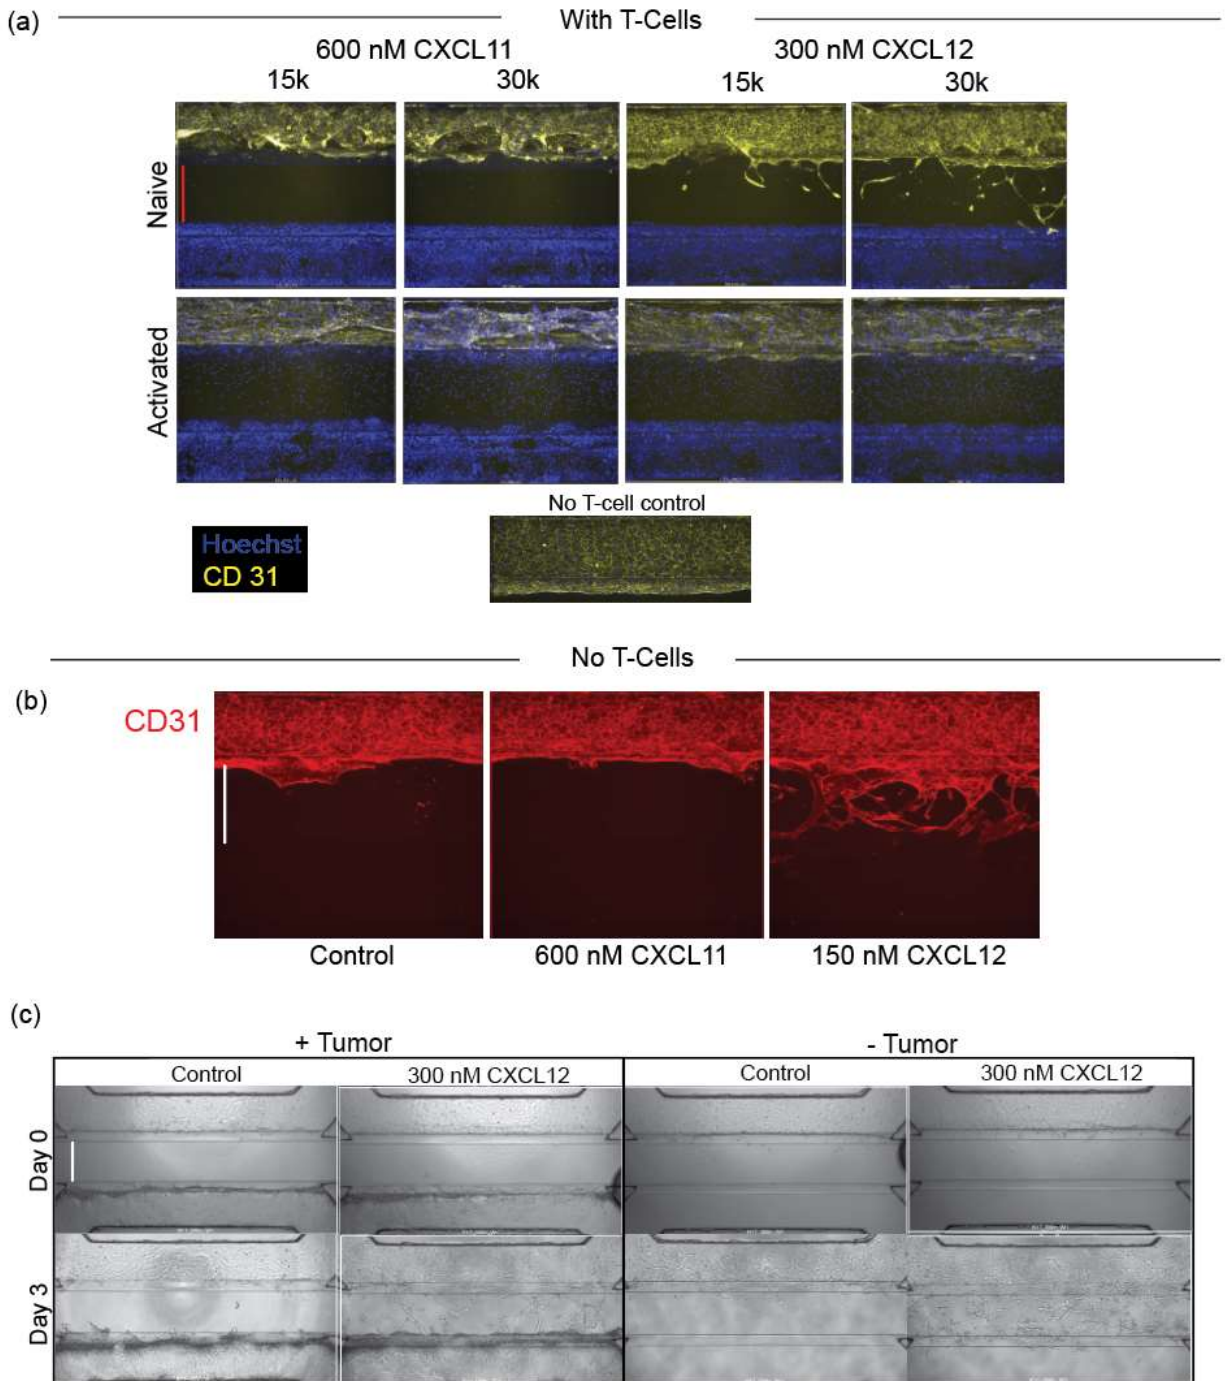 (a)
With T-Cells
600 nM CXCL11 300 nM CXCL12
15k 30k 15k 30k
Naive
Activated
No T-cell control
Hoechst
CD 31
No T-Cells
(b)
CD31
Control 600 nM CXCL11 150 nM CXCL12
(c)
+ Tumor - Tumor
Control 300 nM CXCL12 Control 300 nM CXCL12
Day 0
Day 3